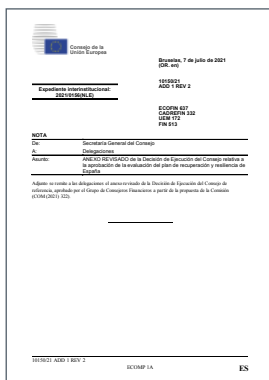 Consejo de la
Unión Europea
Bruselas, 7 de julio de 2021
(OR. en)
10150/21
ADD 1 REV 2
Expediente interinstitucional:
2021/0156(NLE)
ECOFIN 637
CADREFIN 332
UEM 172
FIN 513
NOTA
De: Secretaría General del Consejo
A: Delegaciones
Asunto: ANEXO REVISADO de la Decisión de Ejecución del Consejo relativa a
la aprobación de la evaluación del plan de recuperación y resiliencia de
España
Adjunto se remite a las delegaciones el anexo revisado de la Decisión de Ejecución del Consejo de
referencia, aprobado por el Grupo de Consejeros Financieros a partir de la propuesta de la Comisión
(COM(2021) 322).
10150/21 ADD 1 REV 2
ECOMP 1A
ES